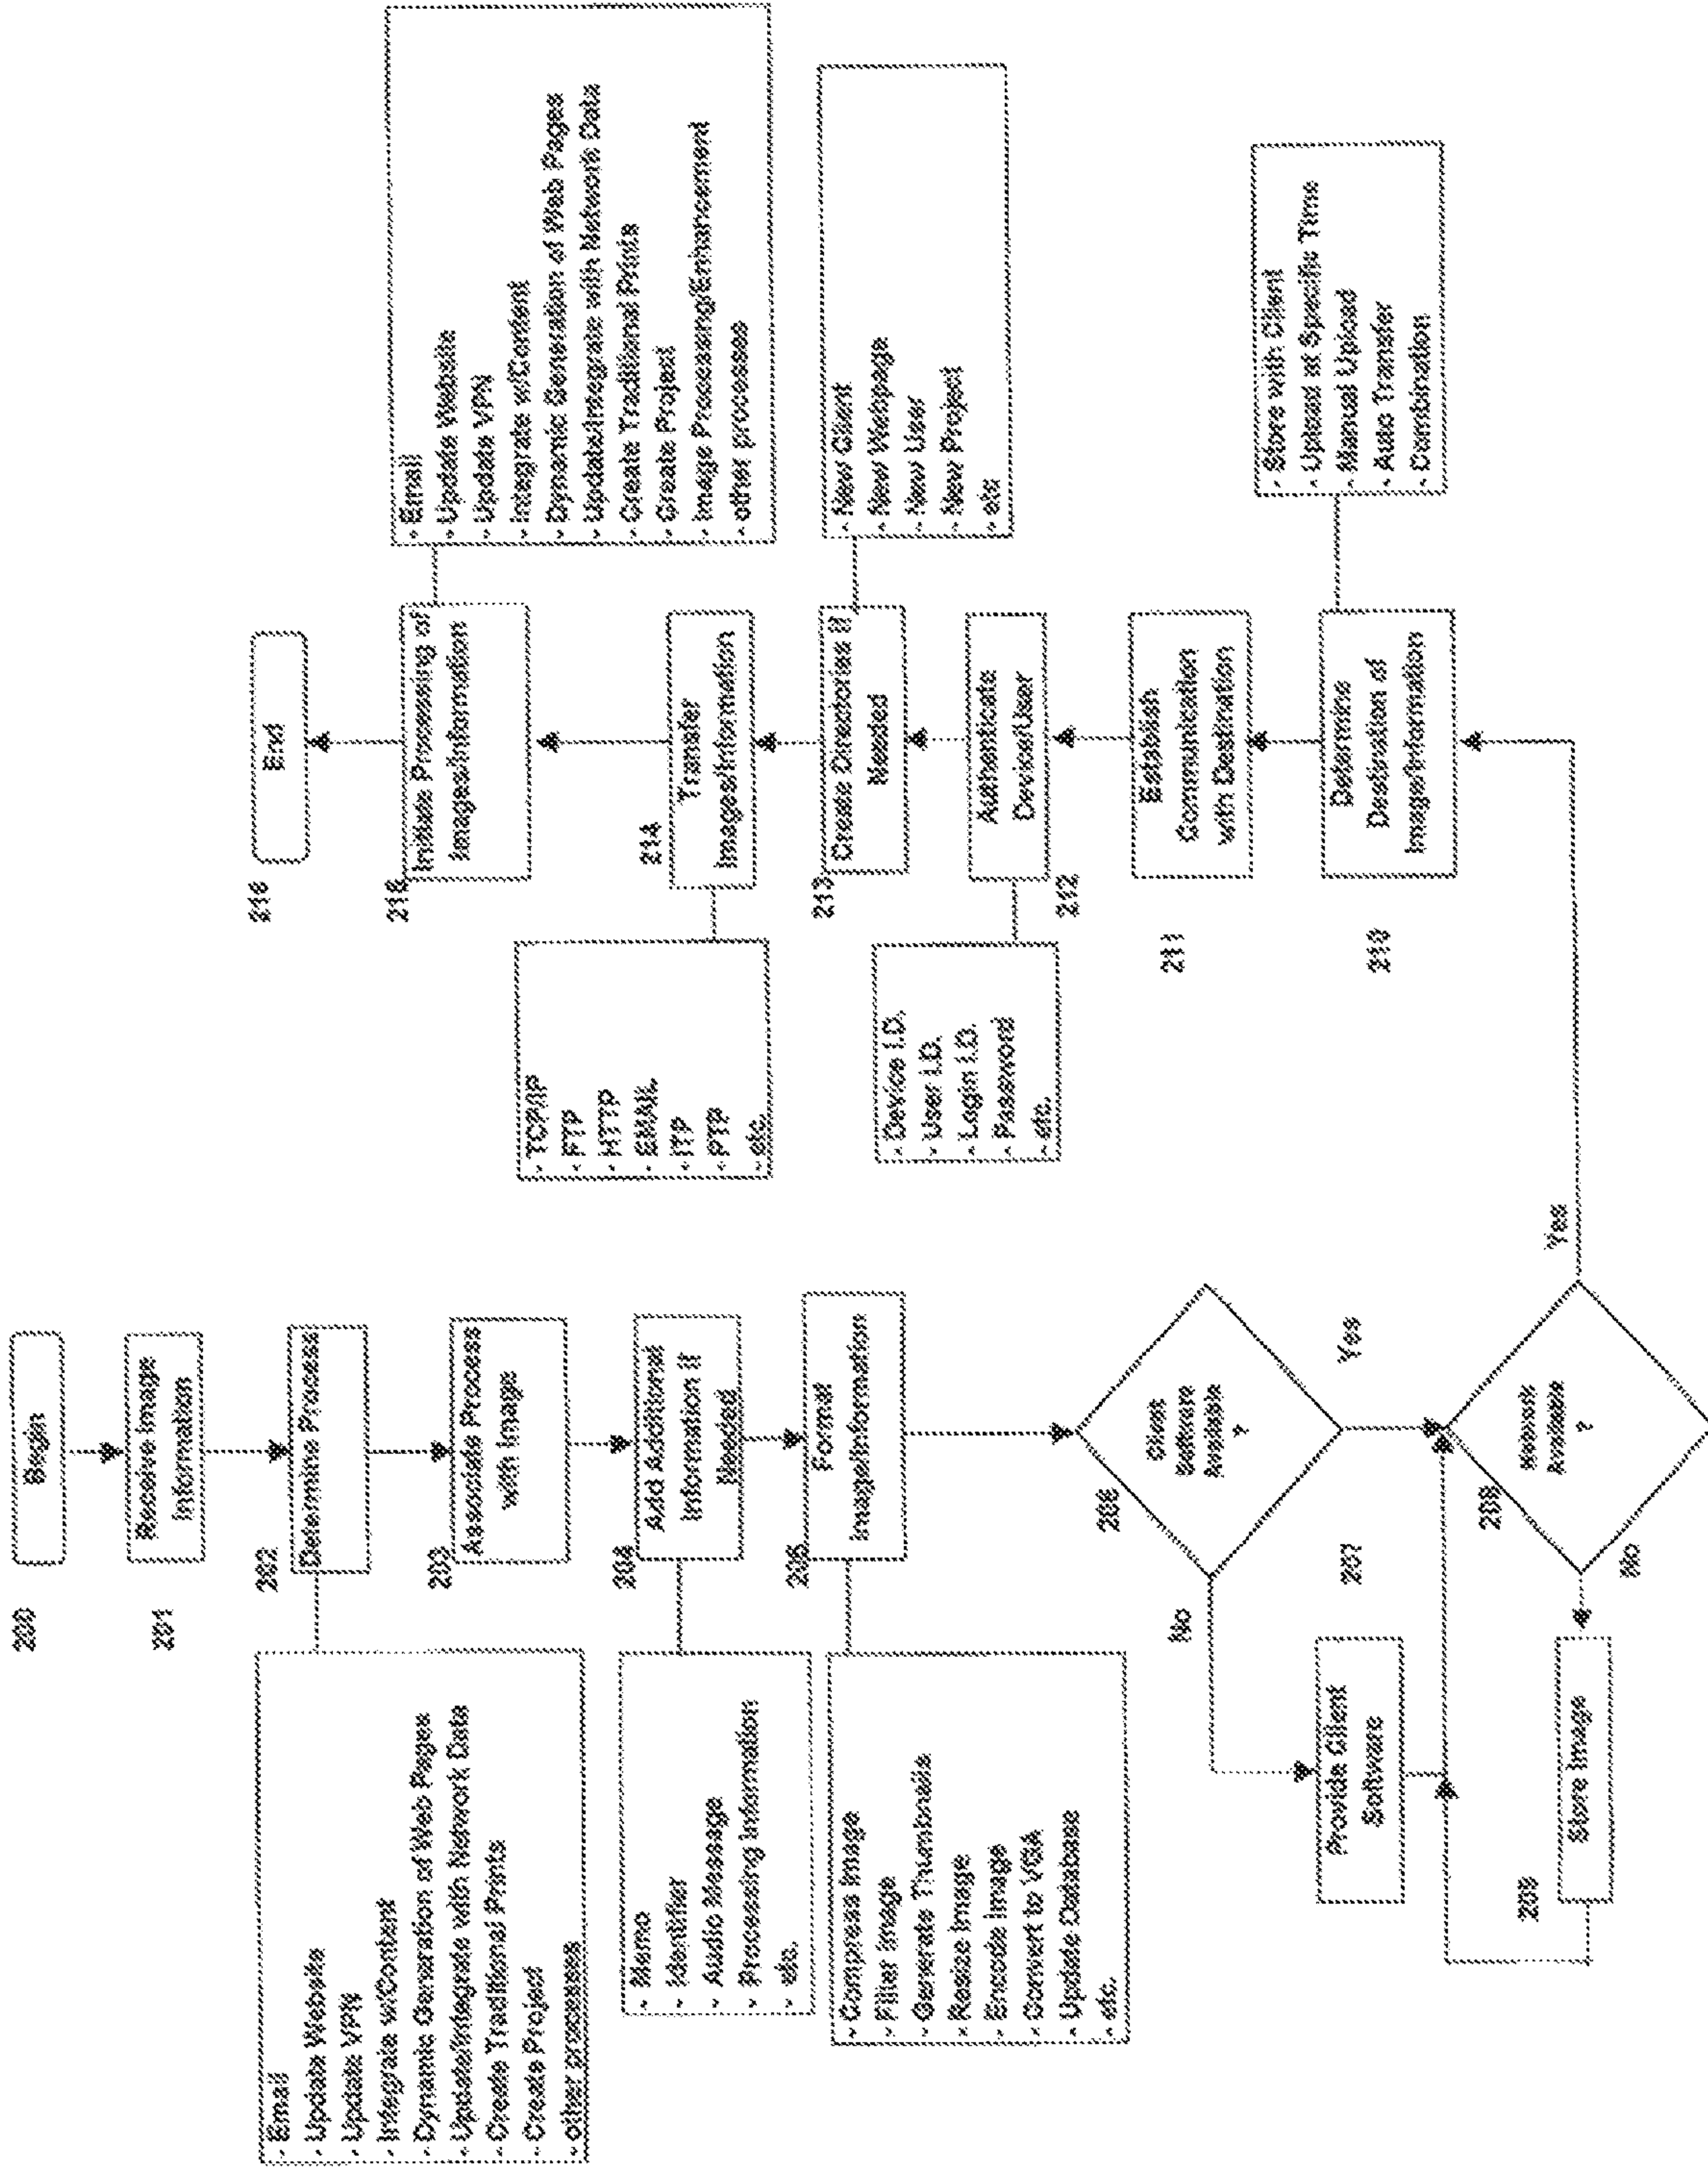 200
Begin
201
Receive Image
Information
202
Determine Process
- Email
- Update Website
- Update VPN
- Integrate w/Content
- Dynamic Generation of Web Pages
- Update/Integrate with Network Data
- Create Traditional Prints
- Create Project
- other processes
203
Associate Process
with Image
204
Add Additional
Information if
Needed
- Memo
- Identifier
- Audio Message
- Processing Information
- etc.
205
Format
Image/Information
- Compress Image
- Filter Image
- Generate Thumbnails
- Resize Image
- Encode Image
- Convert to VGA
- Update Database
- etc.
206
Client
Software
Available
?
No
Yes
207
Provide Client
Software
208
Network
Available
?
No
Yes
209
Store Image
210
Determine
Destination of
Image/Information
- Store with Client
- Upload at Specific Time
- Manual Upload
- Auto Transfer
- Combination
211
Establish
Communication
with Destination
212
Authenticate
Device/User
- Device I.D.
- User I.D.
- Login I.D.
- Password
- etc.
213
Create Directories if
Needed
- New Client
- New Webpage
- New User
- New Project
- etc
214
Transfer
Images/Information
- TCP/IP
- FTP
- HTTP
- EMAIL
- ITP
- PTP
- etc.
Initiate Processing of
Images/Information
- Email
- Update Website
- Update VPN
- Integrate w/Content
- Dynamic Generation of Web Pages
- Update/Integrate with Network Data
- Create Traditional Prints
- Create Project
- Image Processing/Enhancement
- other processes
216
End